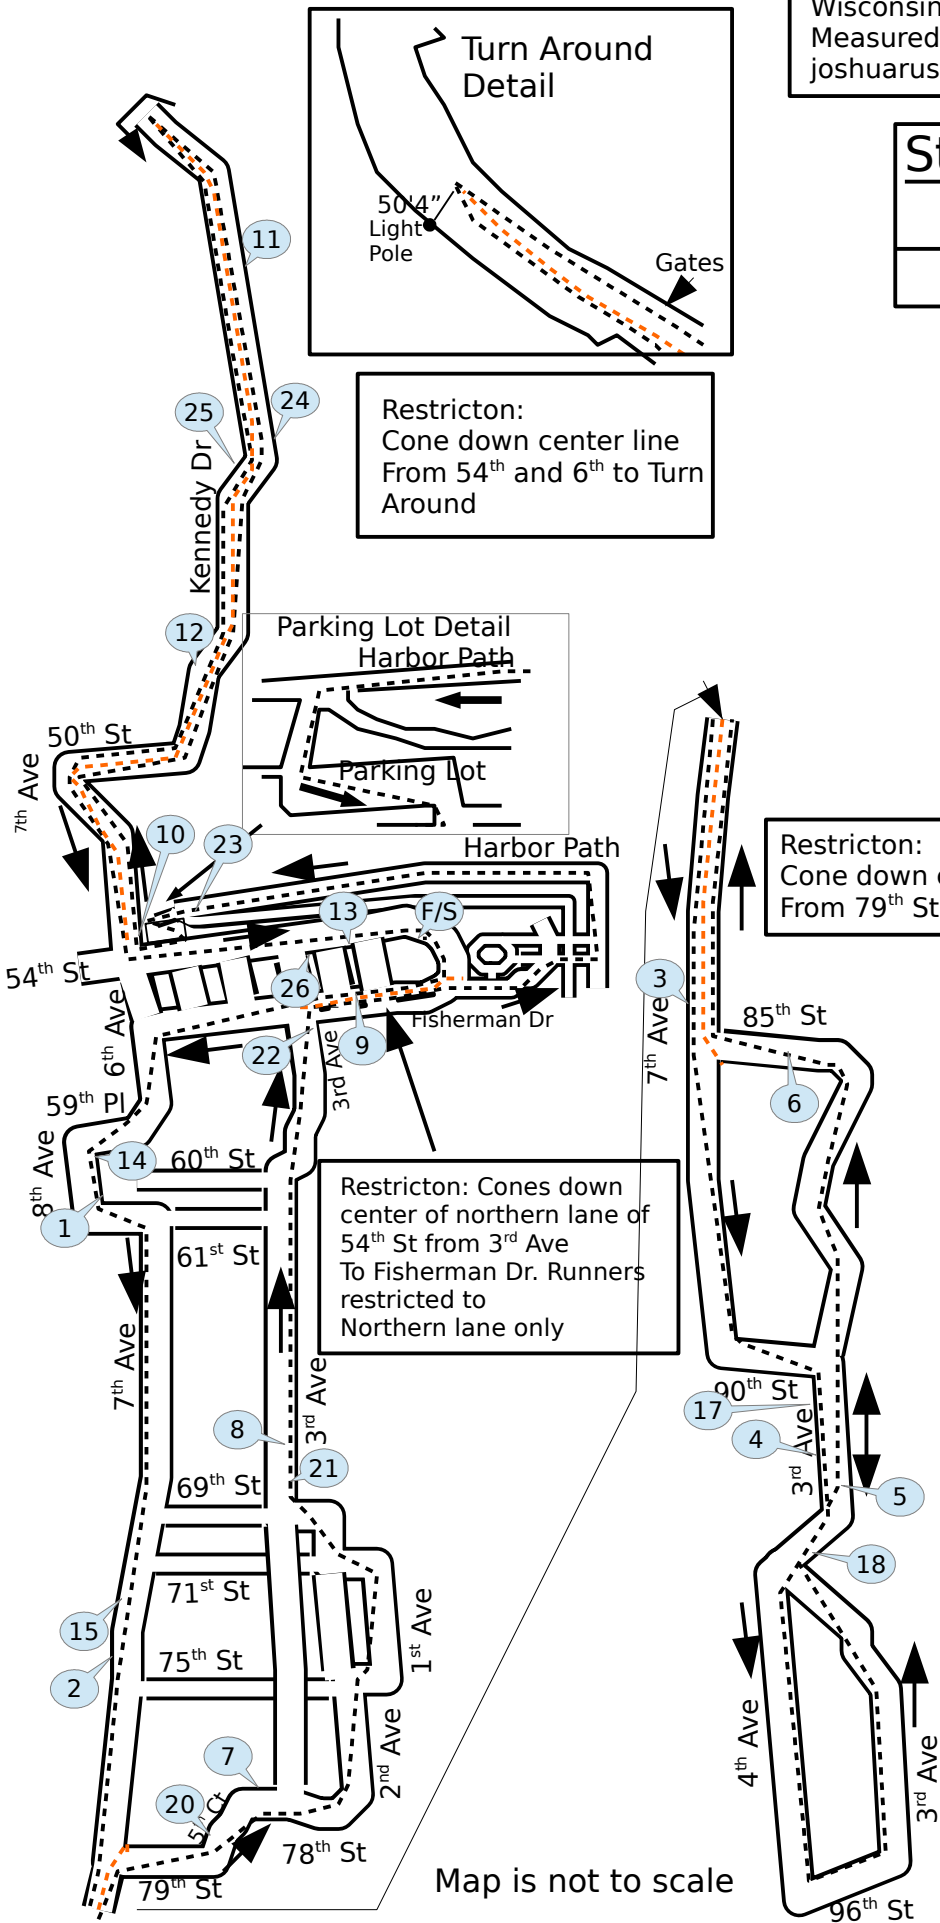 Wisconsin
Measured
joshuarus
St
Turn Around
Detail
50'4”
Light
Pole
Gates
11
Restricton:
Cone down center line
From 54th and 6th to Turn
Around
24
25
Kennedy Dr
12
Parking Lot Detail
Harbor Path
Parking Lot
50th St
7th Ave
10
23
Harbor Path
13
F/S
54th St
26
9
22
Fisherman Dr
6th Ave
3rd Ave
59th Pl
8th Ave
14
60th St
1
61st St
Restricton: Cones down
center of northern lane of
54th St from 3rd Ave
To Fisherman Dr. Runners
restricted to
Northern lane only
Restriction:
Cone down
From 79th St
3
7th Ave
85th St
6
7th Ave
3rd Ave
8
21
69th St
90th St
17
4
3rd Ave
5
18
71st St
15
1st Ave
75th St
2
7
2nd Ave
20
5th Ct
78th St
79th St
4th Ave
3rd Ave
96th St
Map is not to scale